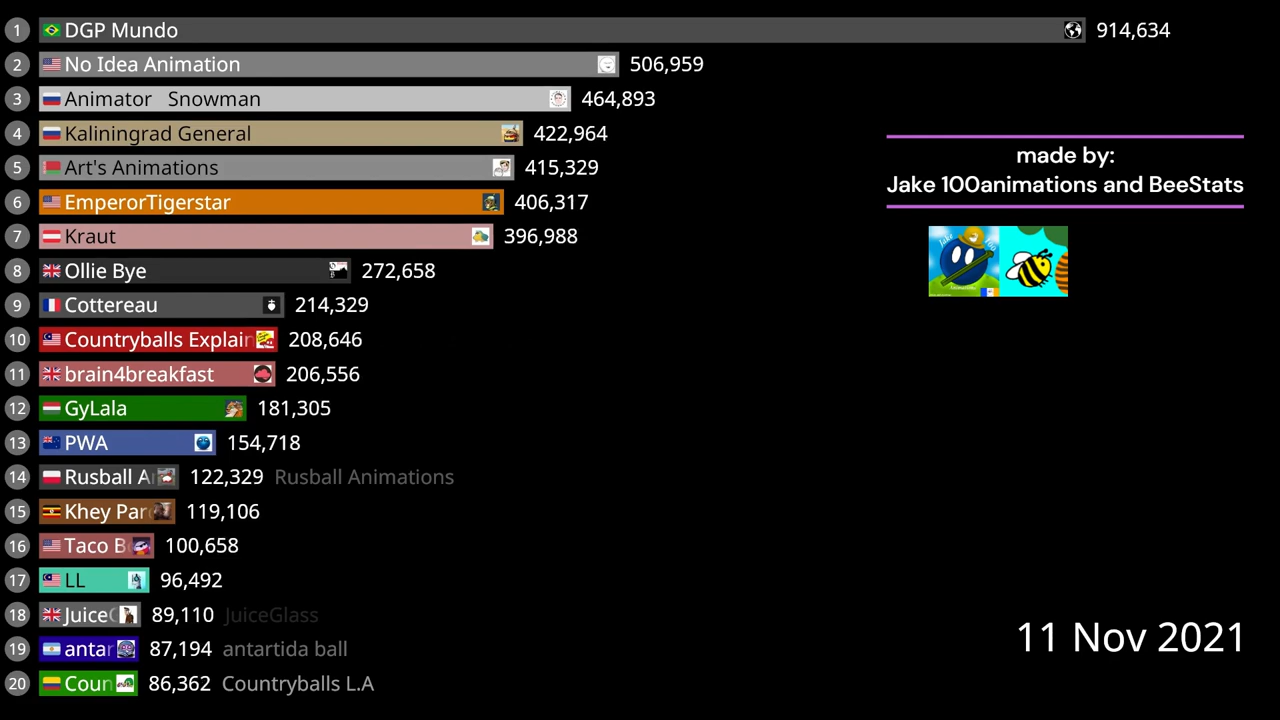 1 DGP Mundo 914,634
2 No Idea Animation 506,959
3 Animator Snowman 464,893
4 Kaliningrad General 422,964
5 Art's Animations 415,329
6 EmperorTigerstar 406,317
7 Kraut 396,988
8 Ollie Bye 272,658
9 Cottereau 214,329
10 Countryballs Explain 208,646
11 brain4breakfast 206,556
12 GyLala 181,305
13 PWA 154,718
14 Rusball A 122,329 Rusball Animations
15 Khey Par 119,106
16 Taco B 100,658
17 LL 96,492
18 Juice 89,110 JuiceGlass
19 antar 87,194 antartida ball
20 Coun 86,362 Countryballs L.A
made by:
Jake 100animations and BeeStats
11 Nov 2021